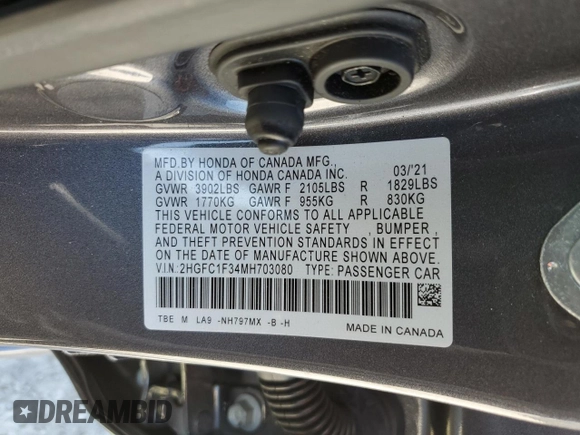 MFD.BY HONDA OF CANADA MFG.,
A DIVISION OF HONDA CANADA INC. 03/'21
GVWR 3902LBS GAWR F 2105LBS R 1829LBS
GVWR 1770KG GAWR F 955KG R 830KG
THIS VEHICLE CONFORMS TO ALL APPLICABLE
FEDERAL MOTOR VEHICLE SAFETY , BUMPER ,
AND THEFT PREVENTION STANDARDS IN EFFECT
ON THE DATE OF MANUFACTURE SHOWN ABOVE.
V.I.N: 2HGFC1F34MH703080 TYPE: PASSENGER CAR
TBE M LA9 -NH797MX -B -H
MADE IN CANADA
DREAMBID